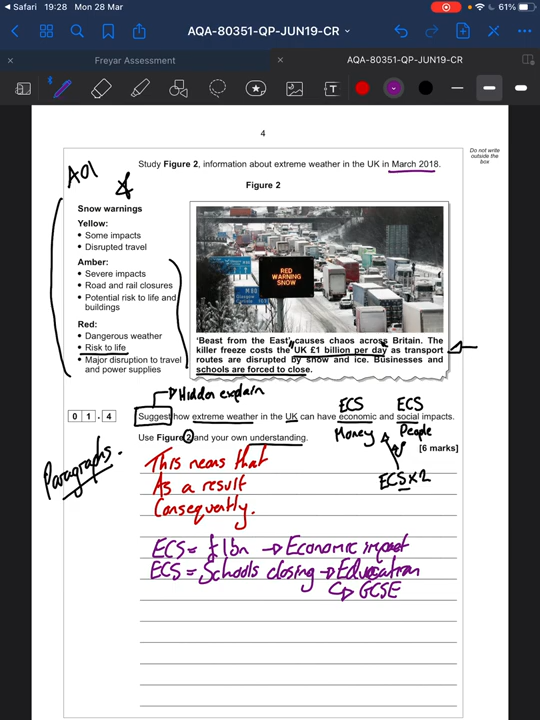 Safari 19:28 Mon 28 Mar 61%
AQA-80351-QP-JUN19-CR
Freyar Assessment
AQA-80351-QP-JUN19-CR
4
Do not write
outside the
box
Study Figure 2, information about extreme weather in the UK in March 2018.
A01
Figure 2
Snow warnings
Yellow:
• Some impacts
• Disrupted travel
Amber:
• Severe impacts
• Road and rail closures
• Potential risk to life and
buildings
Red:
• Dangerous weather
• Risk to life
• Major disruption to travel
and power supplies
RED
WARNING
SNOW
'Beast from the East' causes chaos across Britain. The
killer freeze costs the UK £1 billion per day as transport
routes are disrupted by snow and ice. Businesses and
schools are forced to close.
Hidden explain
ECS ECS
0 1 . 4 Suggest how extreme weather in the UK can have economic and social impacts.
Money People
Use Figure 2 and your own understanding.
[6 marks]
ECS x 2
Paragraphs.
This means that
As a result
Consequently.
ECS = £1bn → Economic impact
ECS = Schools closing → Education
↳ GCSE